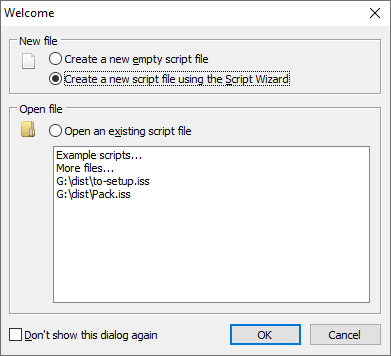 Welcome
New file
Create a new empty script file
Create a new script file using the Script Wizard
Open file
Open an existing script file
Example scripts...
More files...
G:\dist\to-setup.iss
G:\dist\Pack.iss
Don't show this dialog again
OK
Cancel